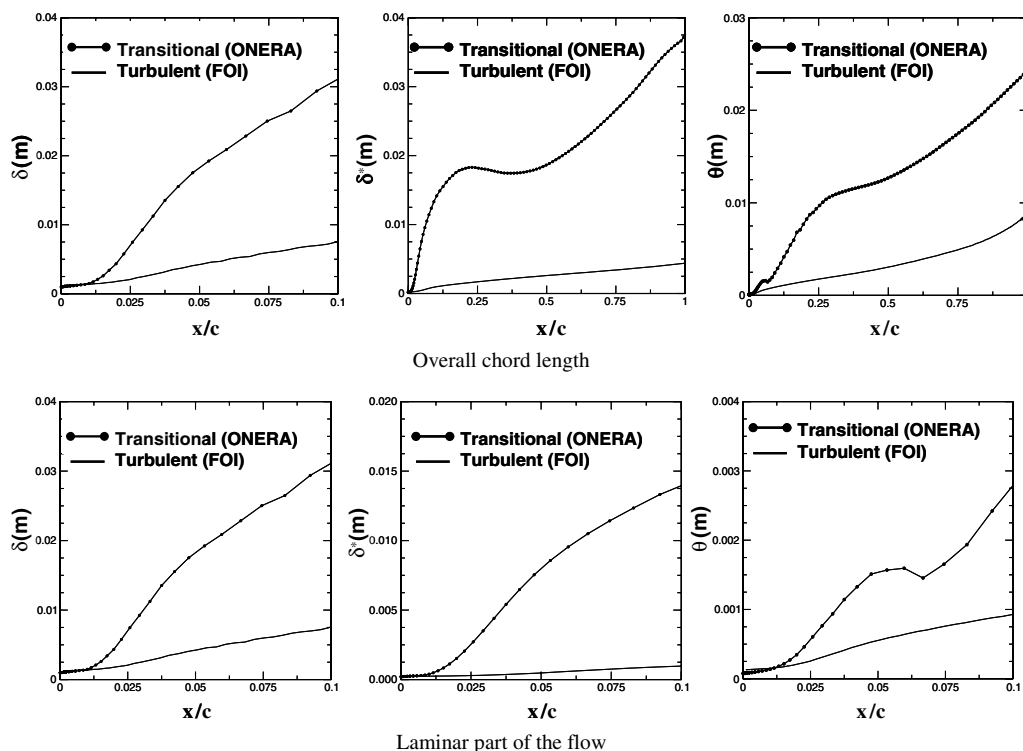 0.04
Transitional (ONERA)
Turbulent (FOI)
0.03
δ(m)
0.02
0.01
0
0 0.025 0.05 0.075 0.1
x/c
0.04
Transitional (ONERA)
Turbulent (FOI)
0.03
δ*(m)
0.02
0.01
0
0 0.25 0.5 0.75 1
x/c
0.03
Transitional (ONERA)
Turbulent (FOI)
0.02
θ(m)
0.01
0
0 0.25 0.5 0.75
x/c
Overall chord length
0.04
Transitional (ONERA)
Turbulent (FOI)
0.03
δ(m)
0.02
0.01
0
0 0.025 0.05 0.075 0.1
x/c
0.020
Transitional (ONERA)
Turbulent (FOI)
0.015
δ*(m)
0.010
0.005
0.000
0 0.025 0.05 0.075 0.1
x/c
0.004
Transitional (ONERA)
Turbulent (FOI)
0.003
θ(m)
0.002
0.001
0
0 0.025 0.05 0.075 0.1
x/c
Laminar part of the flow